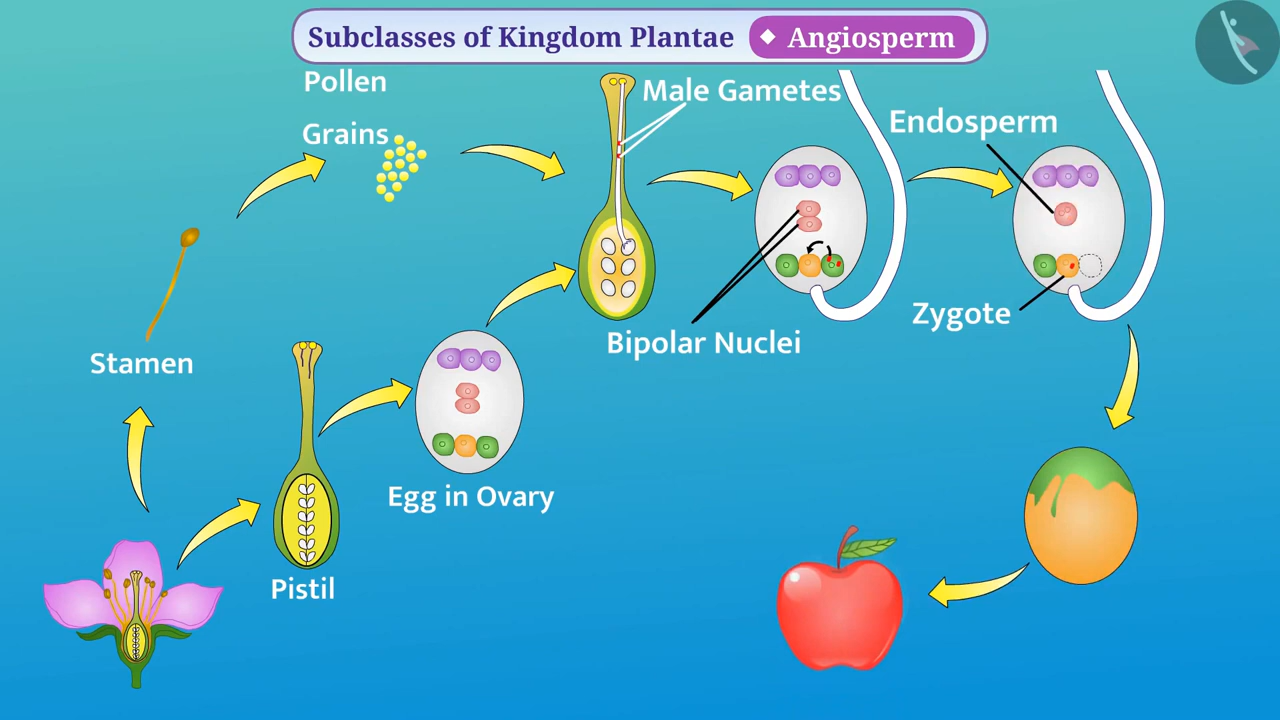 Subclasses of Kingdom Plantae ◆ Angiosperm
Pollen
Grains
Male Gametes
Endosperm
Stamen
Bipolar Nuclei
Zygote
Egg in Ovary
Pistil